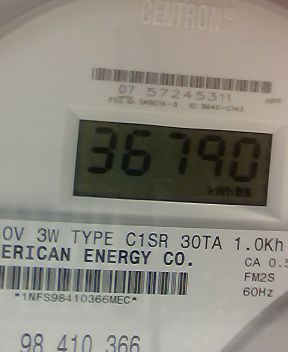 CENTRON®
07 57245311
36790
kWh
0V 3W TYPE C1SR 30TA 1.0Kh
ERICAN ENERGY CO.
CA 0.5
FM2S
*1NFS98410366MEC*
60Hz
98 410 366